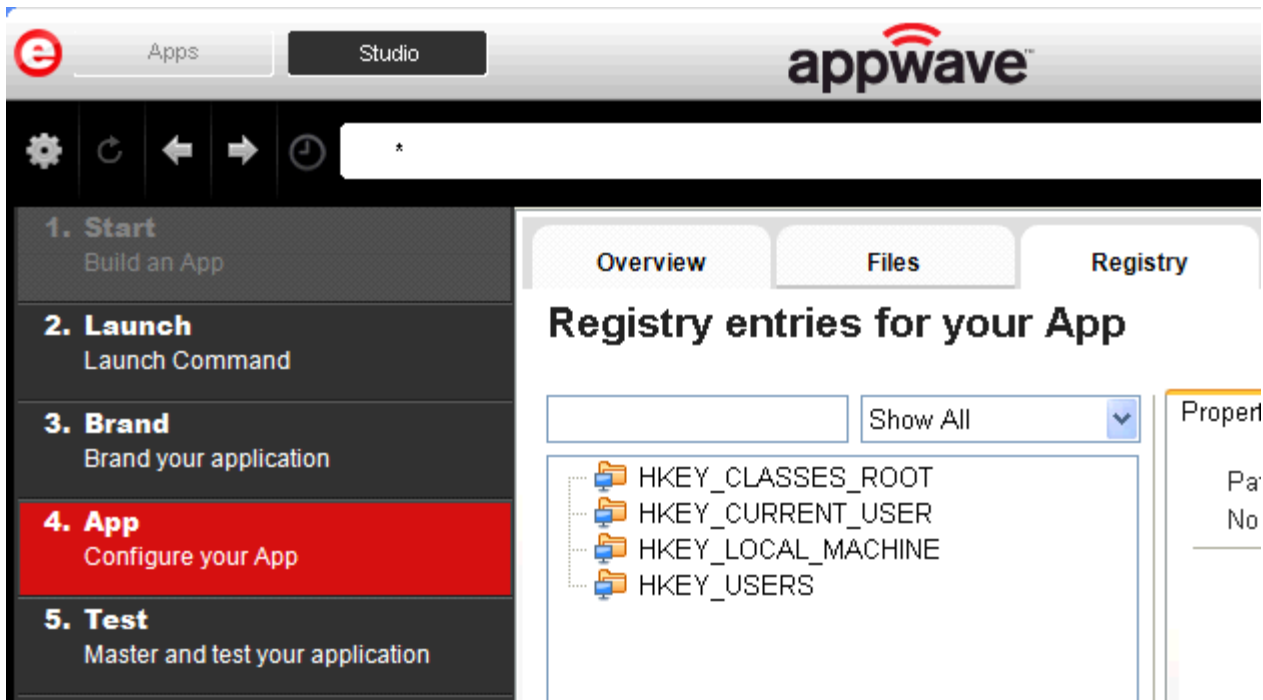 e Apps Studio appwave™
*
1. Start
Build an App
2. Launch
Launch Command
3. Brand
Brand your application
4. App
Configure your App
5. Test
Master and test your application
Overview Files Registry
Registry entries for your App
Show All
HKEY_CLASSES_ROOT
HKEY_CURRENT_USER
HKEY_LOCAL_MACHINE
HKEY_USERS
No